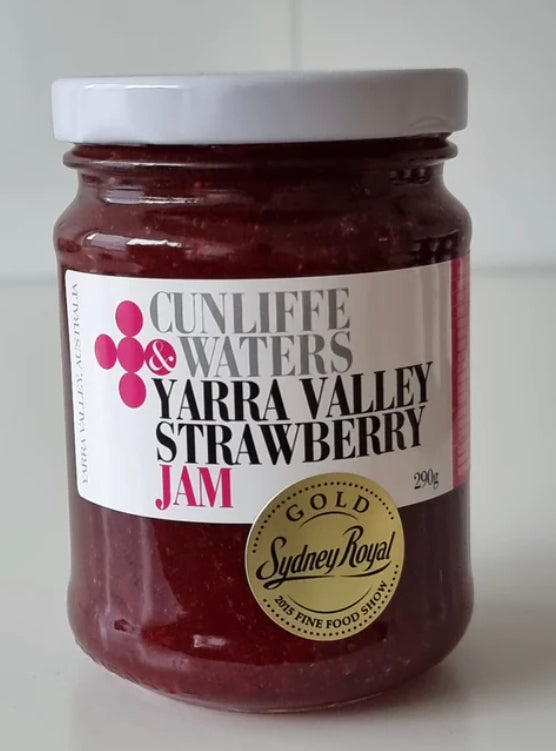 CUNLIFFE
& WATERS
YARRA VALLEY
STRAWBERRY
JAM
290g
YARRA VALLEY, AUSTRALIA
GOLD
Sydney Royal
2015 FINE FOOD SHOW